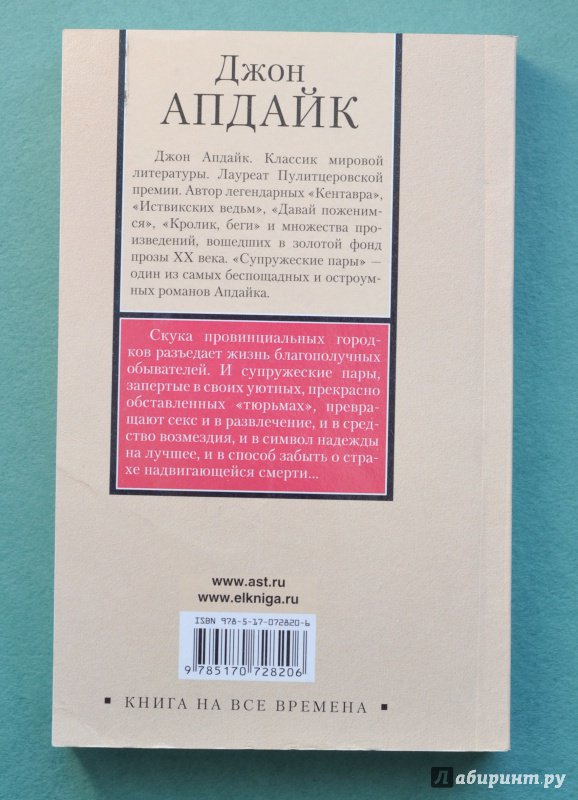 Джон
АПДАЙК
Джон Апдайк. Классик мировой
литературы. Лауреат Пулитцеровской
премии. Автор легендарных «Кентавра»,
«Иствикских ведьм», «Давай поженим-
ся», «Кролик, беги» и множества про-
изведений, вошедших в золотой фонд
прозы XX века. «Супружеские пары» —
один из самых беспощадных и остроум-
ных романов Апдайка.
Скука провинциальных город-
ков разъедает жизнь благополучных
обывателей. И супружеские пары,
запертые в своих уютных, прекрасно
обставленных «тюрьмах», превра-
щают секс и в развлечение, и в сред-
ство возмездия, и в символ надежды
на лучшее, и в способ забыть о стра-
хе надвигающейся смерти...
www.ast.ru
www.elkniga.ru
ISBN 978-5-17-072820-6
9 785170 728206
КНИГА НА ВСЕ ВРЕМЕНА
Лабиринт.ру